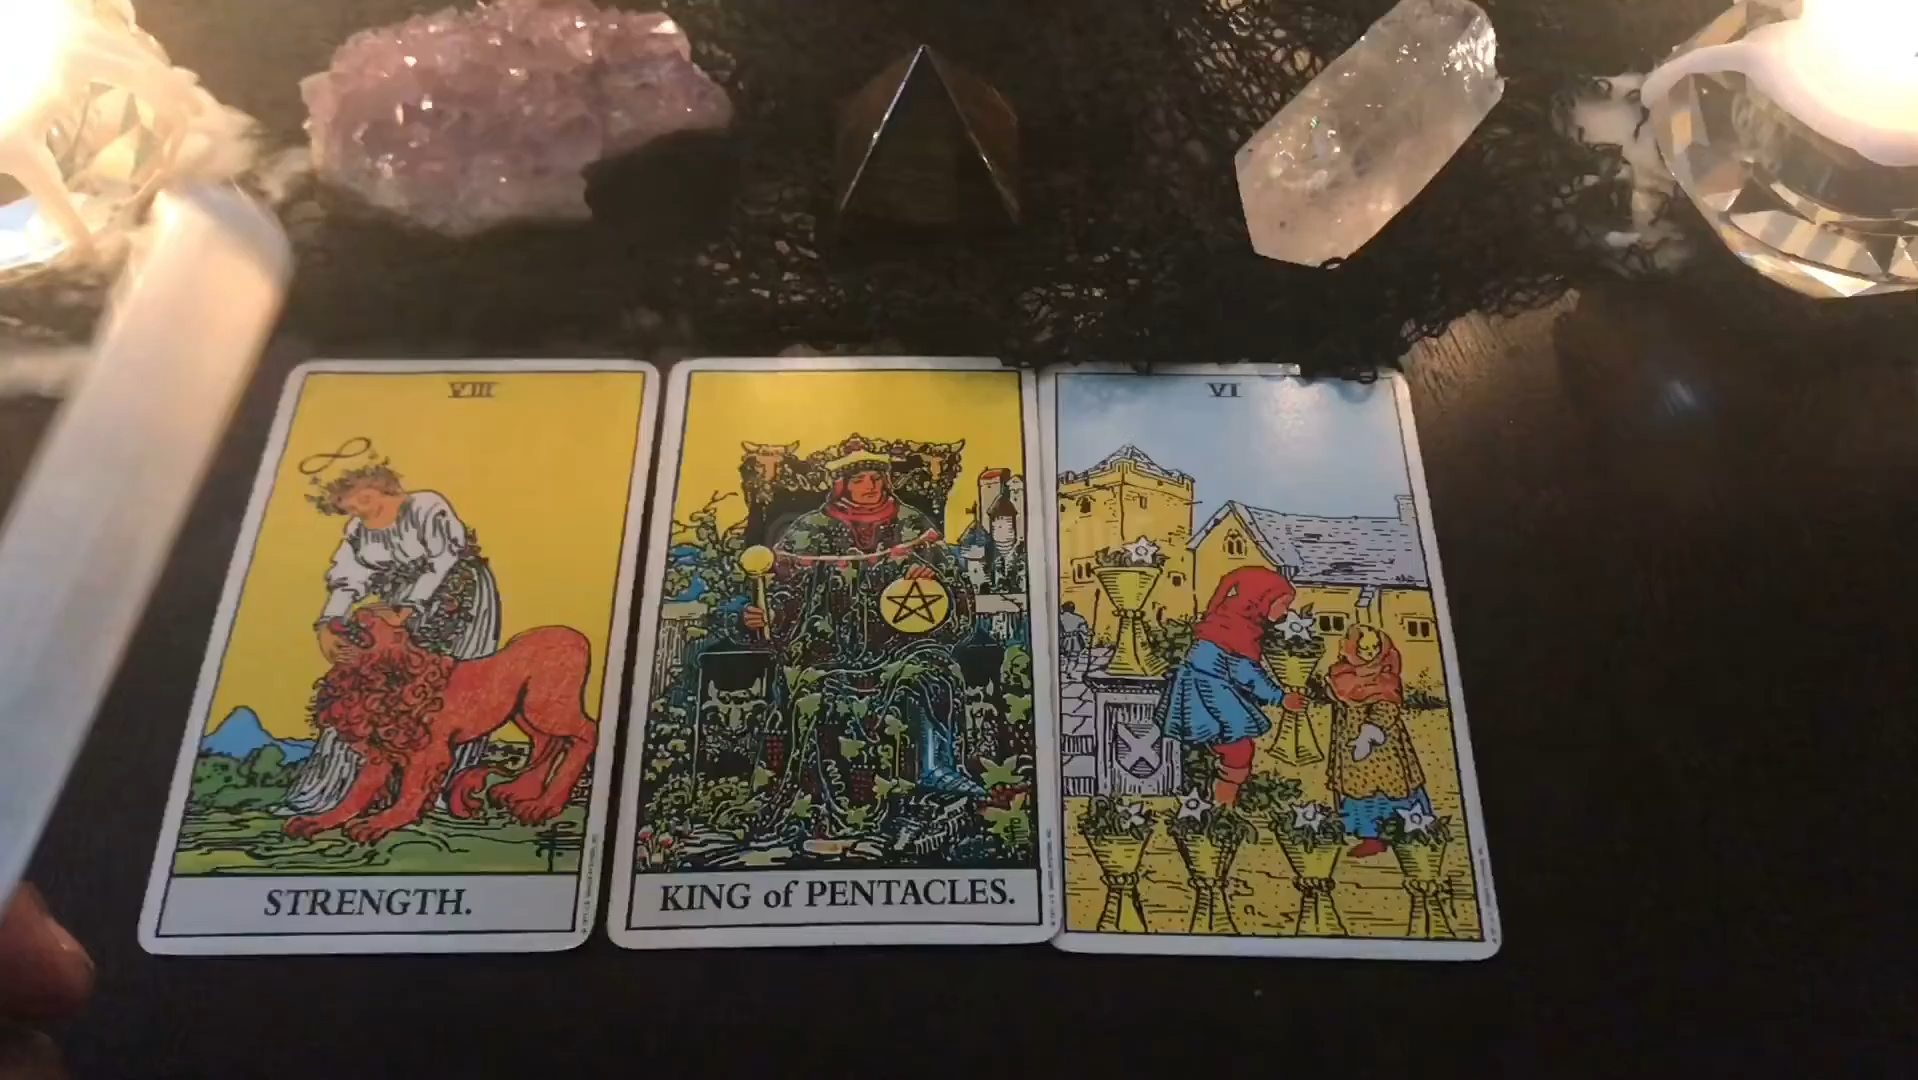 VIII
VI
STRENGTH.
KING of PENTACLES.